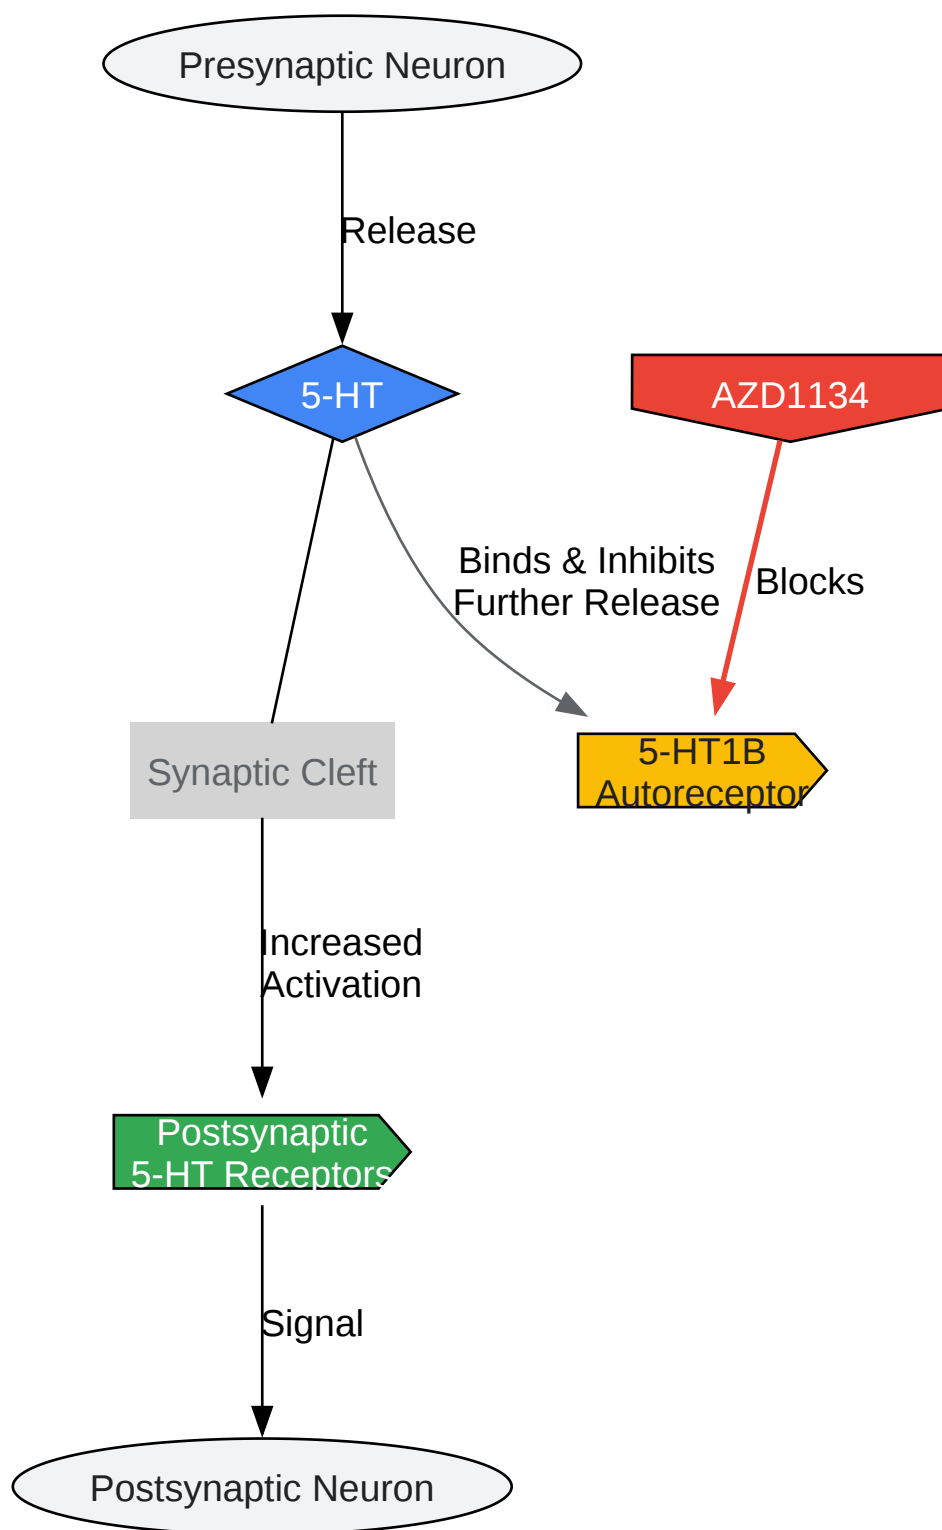 Presynaptic Neuron
Release
5-HT
AZD1134
Binds & Inhibits
Further Release
Blocks
Synaptic Cleft
5-HT1B
Autoreceptor
Increased
Activation
Postsynaptic
5-HT Receptors
Signal
Postsynaptic Neuron